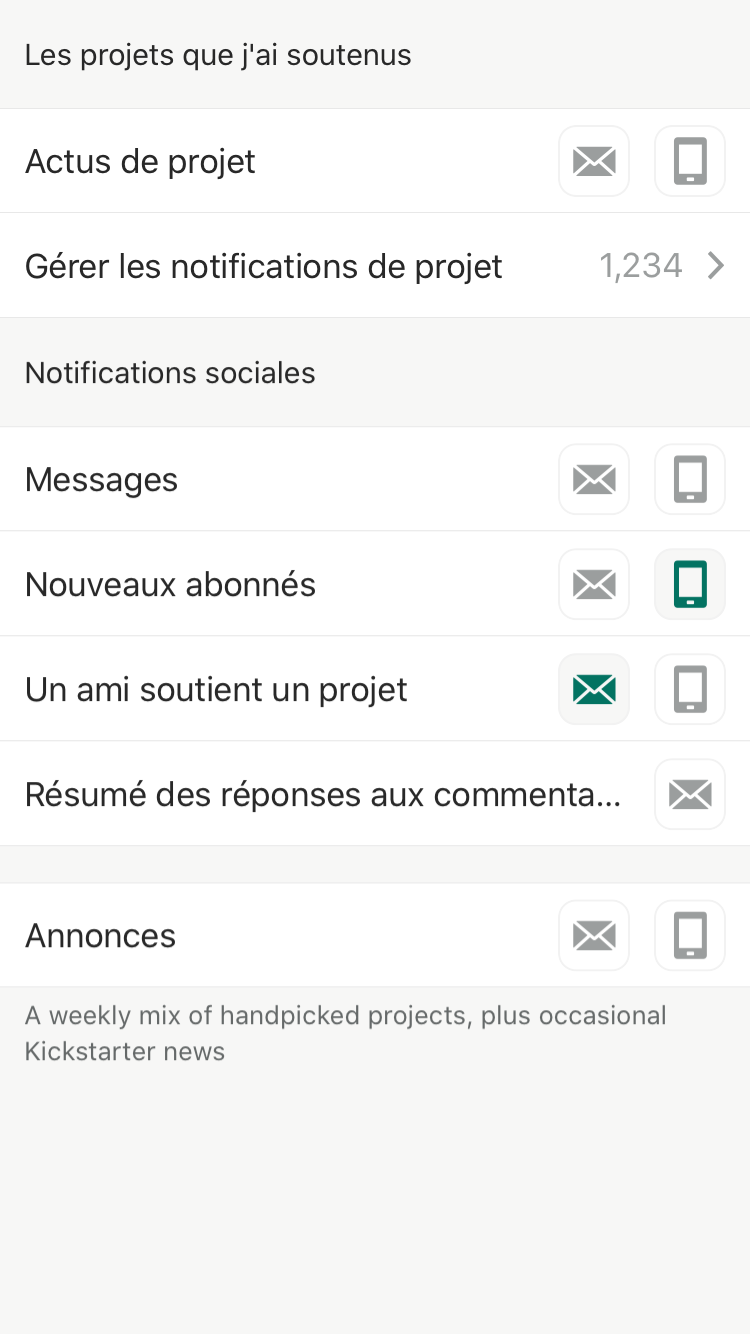 Les projets que j'ai soutenus
Actus de projet
Gérer les notifications de projet 1,234
Notifications sociales
Messages
Nouveaux abonnés
Un ami soutient un projet
Résumé des réponses aux commenta...
Annonces
A weekly mix of handpicked projects, plus occasional
Kickstarter news